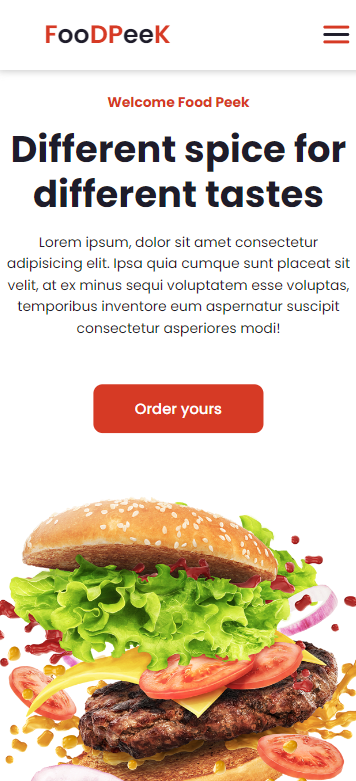 FooDPeeK
Welcome Food Peek
Different spice for
different tastes
Lorem ipsum, dolor sit amet consectetur
adipisicing elit. Ipsa quia cumque sunt placeat sit
velit, at ex minus sequi voluptatem esse voluptas,
temporibus inventore eum aspernatur suscipit
consectetur asperiores modi!
Order yours